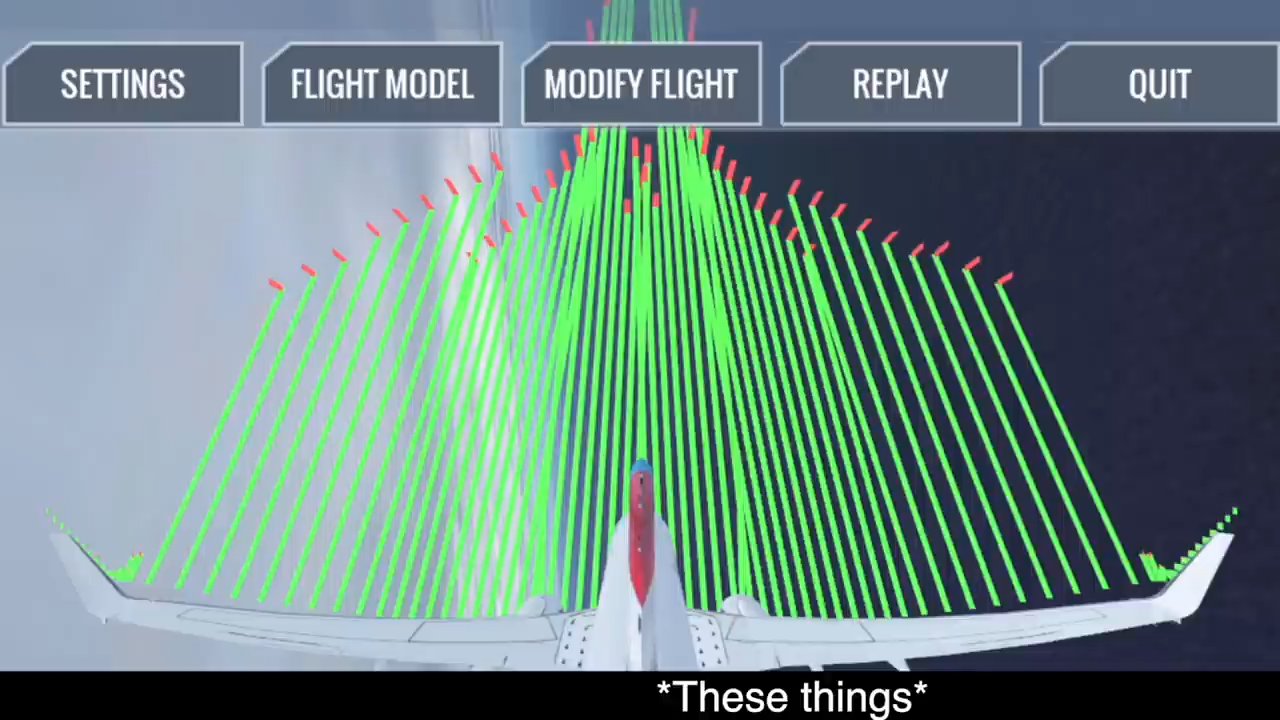 SETTINGS
FLIGHT MODEL
MODIFY FLIGHT
REPLAY
QUIT
*These things*